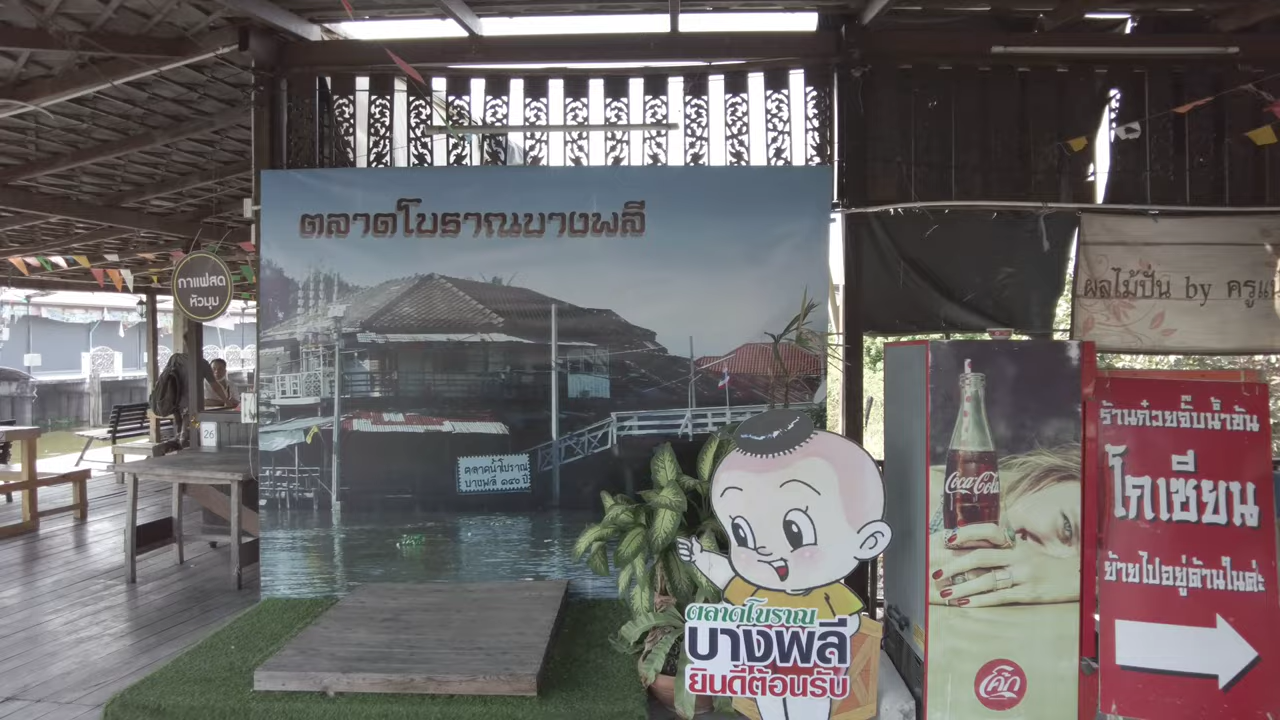 ตลาดโบราณบางพลี
กาแฟสด
หัวมุม
26
ตลาดน้ำโบราณ
บางพลี ๑๔๐ ปี
ตลาดโบราณ
บางพลี
ยินดีต้อนรับ
ผลไม้ปั่น by ครู
Coca-Cola
โค้ก
ร้านก๋วยจั๊บน้ำข้น
โกเซียน
ย้ายไปอยู่ด้านในค่ะ